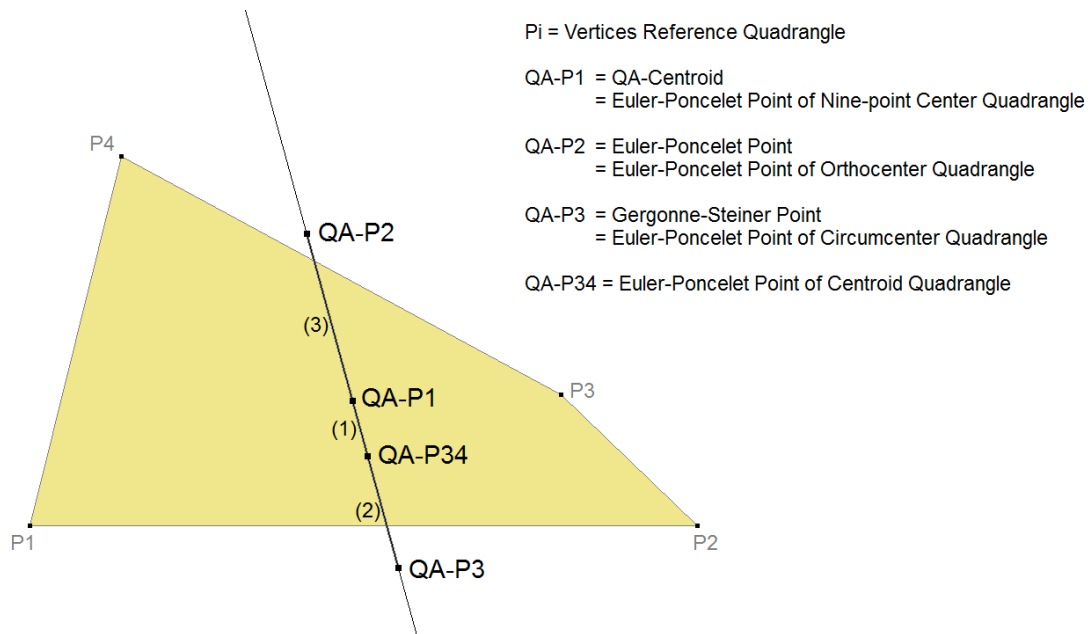 Pi = Vertices Reference Quadrangle
QA-P1 = QA-Centroid
= Euler-Poncelet Point of Nine-point Center Quadrangle
QA-P2 = Euler-Poncelet Point
= Euler-Poncelet Point of Orthocenter Quadrangle
QA-P3 = Gergonne-Steiner Point
= Euler-Poncelet Point of Circumcenter Quadrangle
QA-P34 = Euler-Poncelet Point of Centroid Quadrangle
P4
QA-P2
(3)
QA-P1
P3
(1)
QA-P34
(2)
P1
P2
QA-P3